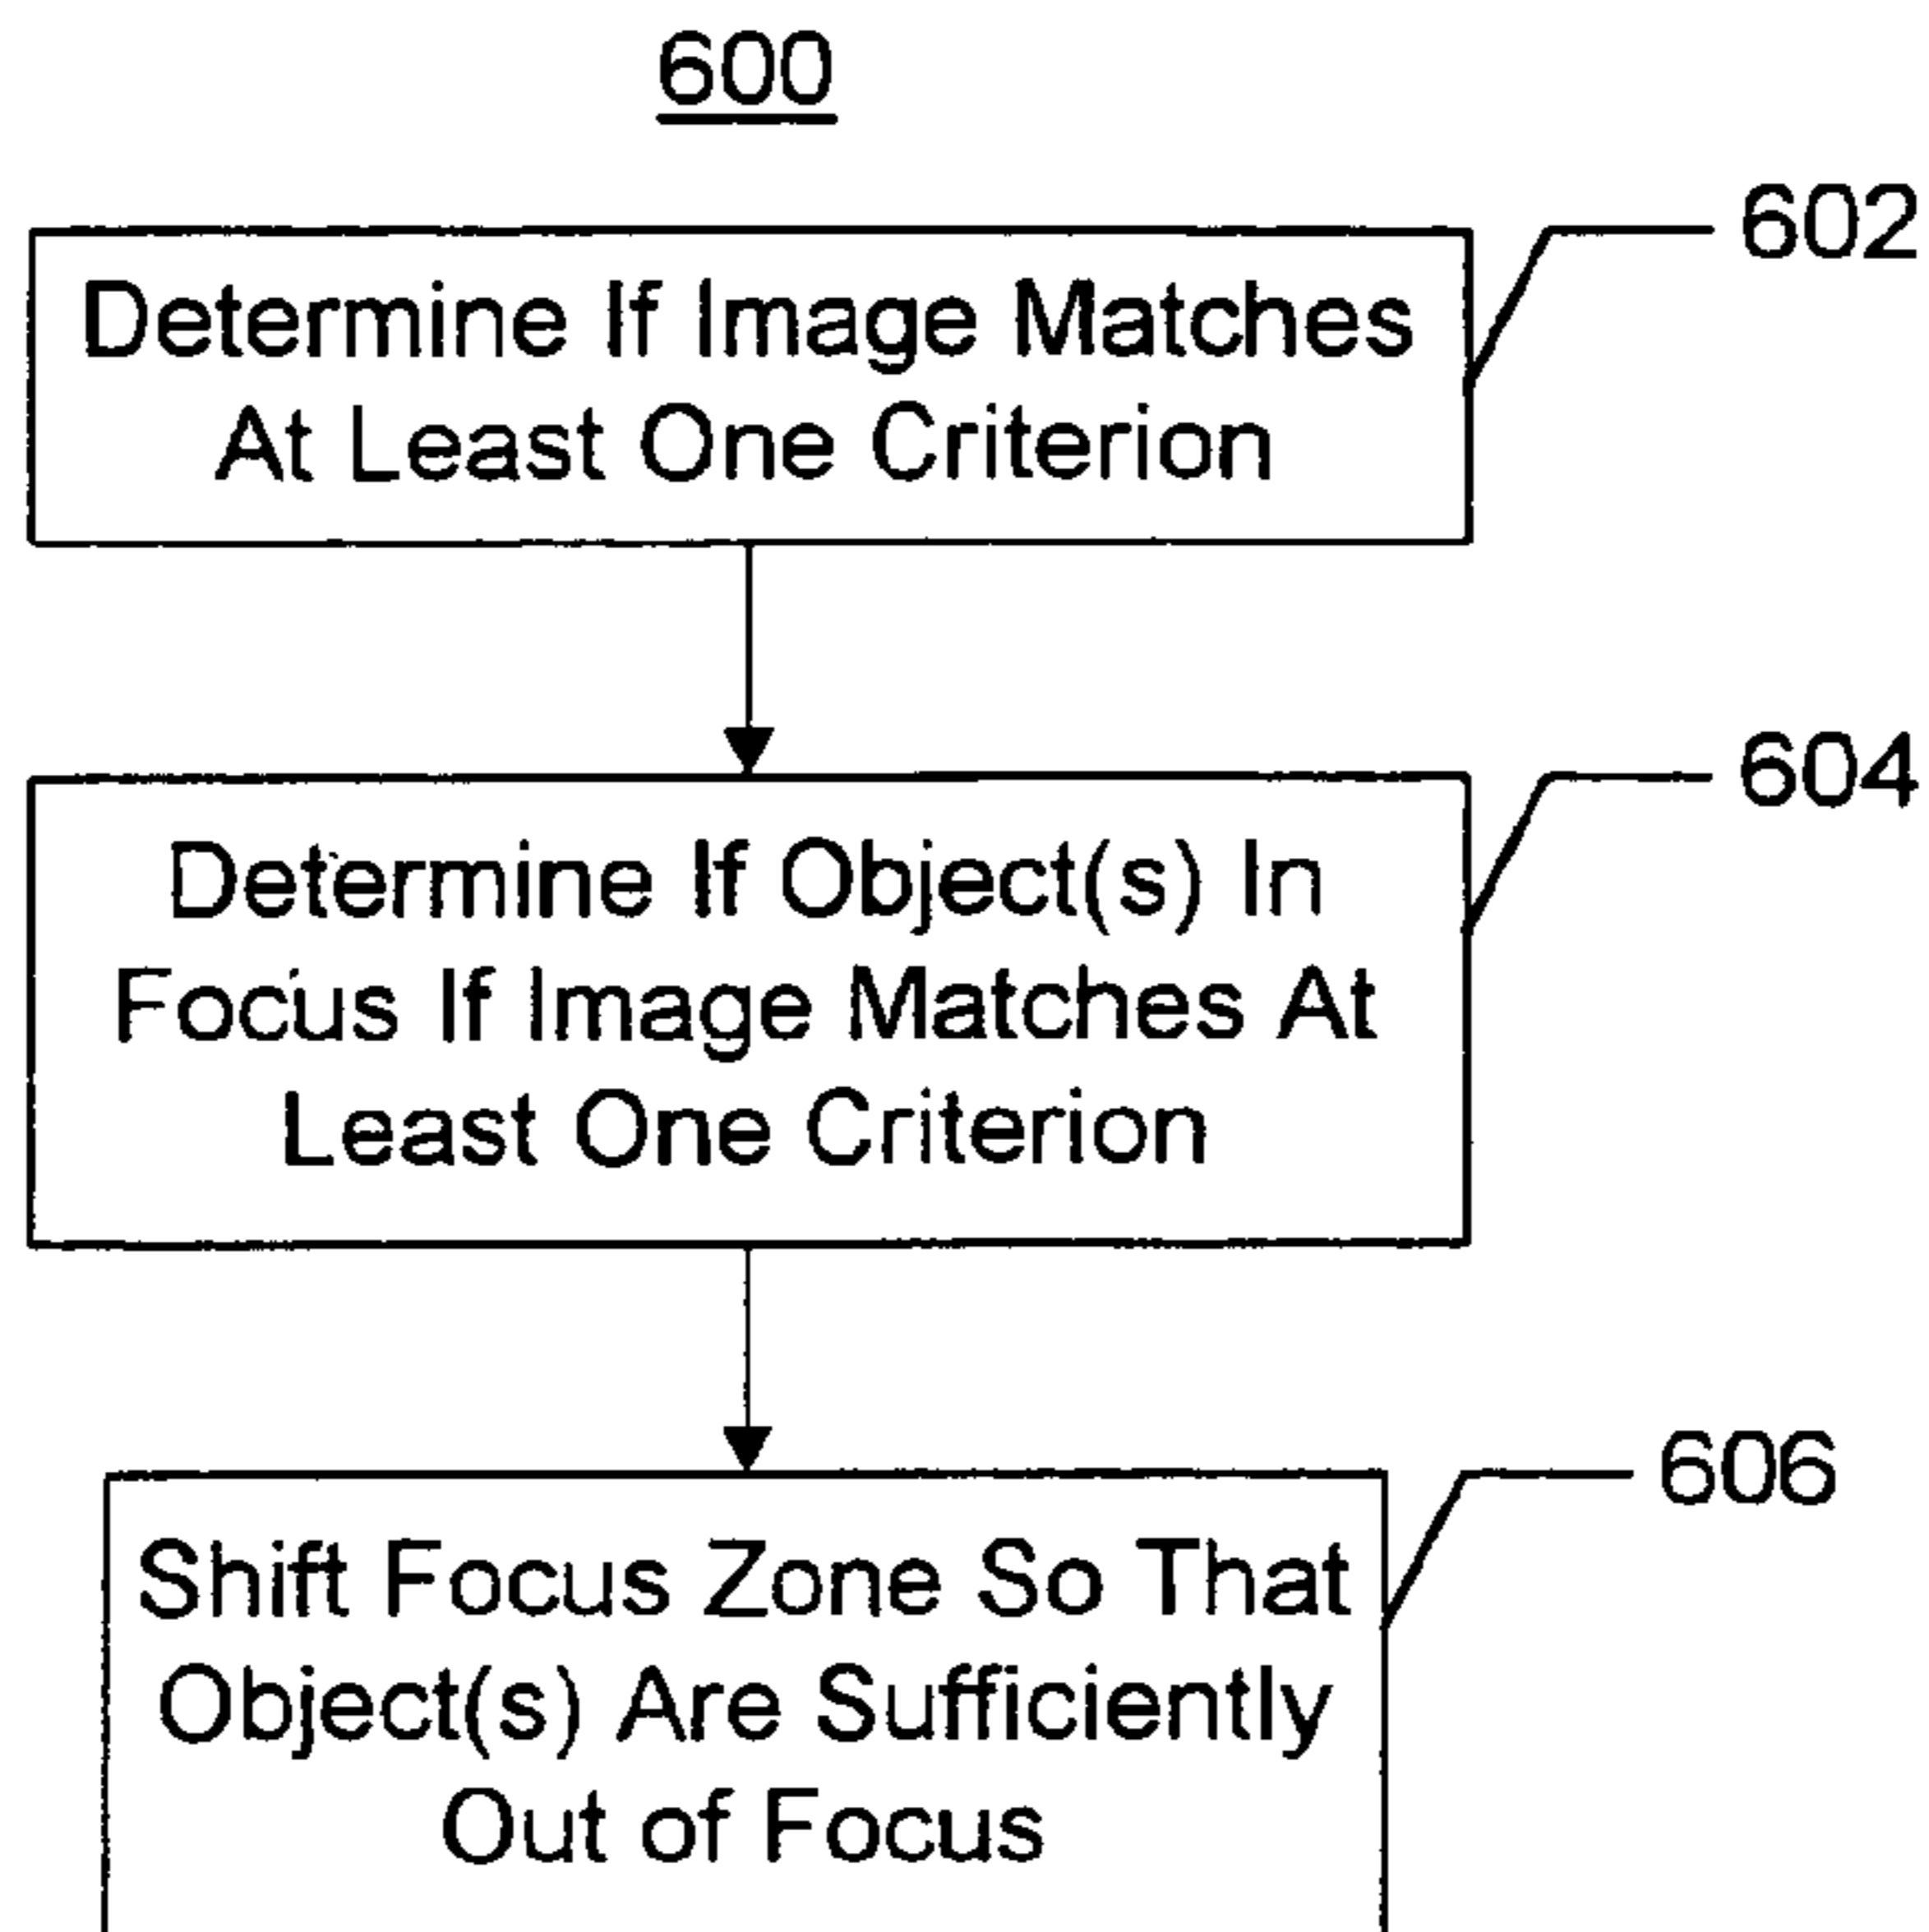 600
602
Determine If Image Matches
At Least One Criterion
604
Determine If Object(s) In
Focus If Image Matches At
Least One Criterion
606
Shift Focus Zone So That
Object(s) Are Sufficiently
Out of Focus